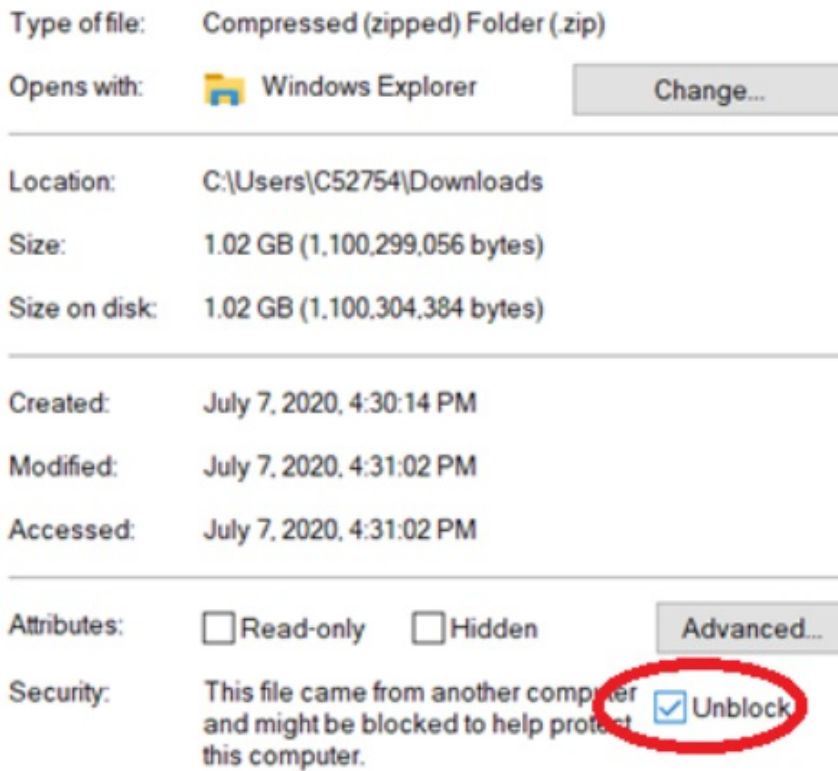 Type of file: Compressed (zipped) Folder (.zip)
Opens with: Windows Explorer Change...
Location: C:\Users\C52754\Downloads
Size: 1.02 GB (1,100,299,056 bytes)
Size on disk: 1.02 GB (1,100,304,384 bytes)
Created: July 7, 2020, 4:30:14 PM
Modified: July 7, 2020, 4:31:02 PM
Accessed: July 7, 2020, 4:31:02 PM
Attributes: Read-only Hidden Advanced...
Security: This file came from another computer Unblock
and might be blocked to help protect
this computer.